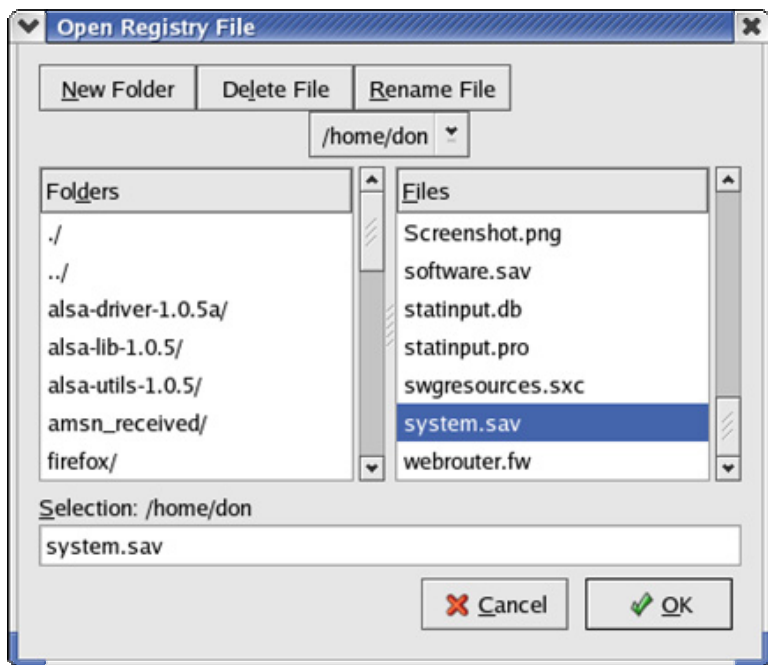 Open Registry File
New Folder Delete File Rename File
/home/don
Folders
./
../
alsa-driver-1.0.5a/
alsa-lib-1.0.5/
alsa-utils-1.0.5/
amsn_received/
firefox/
Files
Screenshot.png
software.sav
statinput.db
statinput.pro
swgresources.sxc
system.sav
webrouter.fw
Selection: /home/don
system.sav
Cancel OK